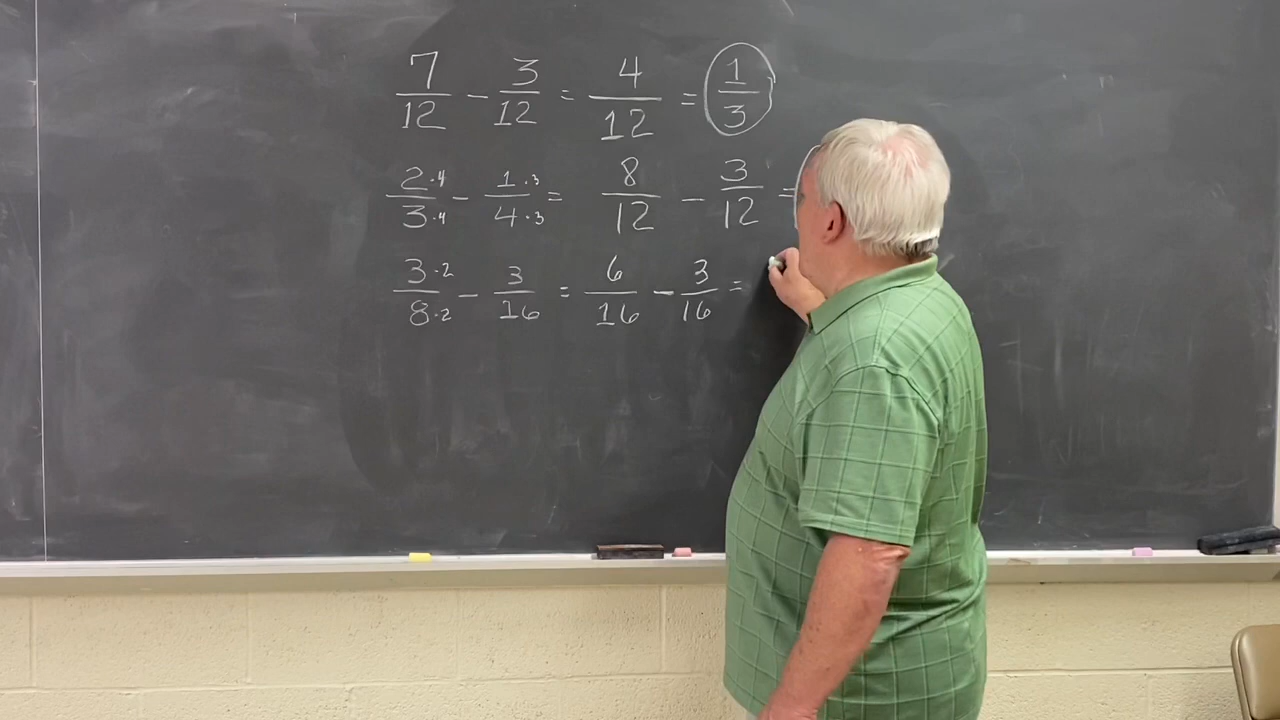 7/12 - 3/12 = 4/12 = 1/3
2·4/3·4 - 1·3/4·3 = 8/12 - 3/12 =
3·2/8·2 - 3/16 = 6/16 - 3/16 =